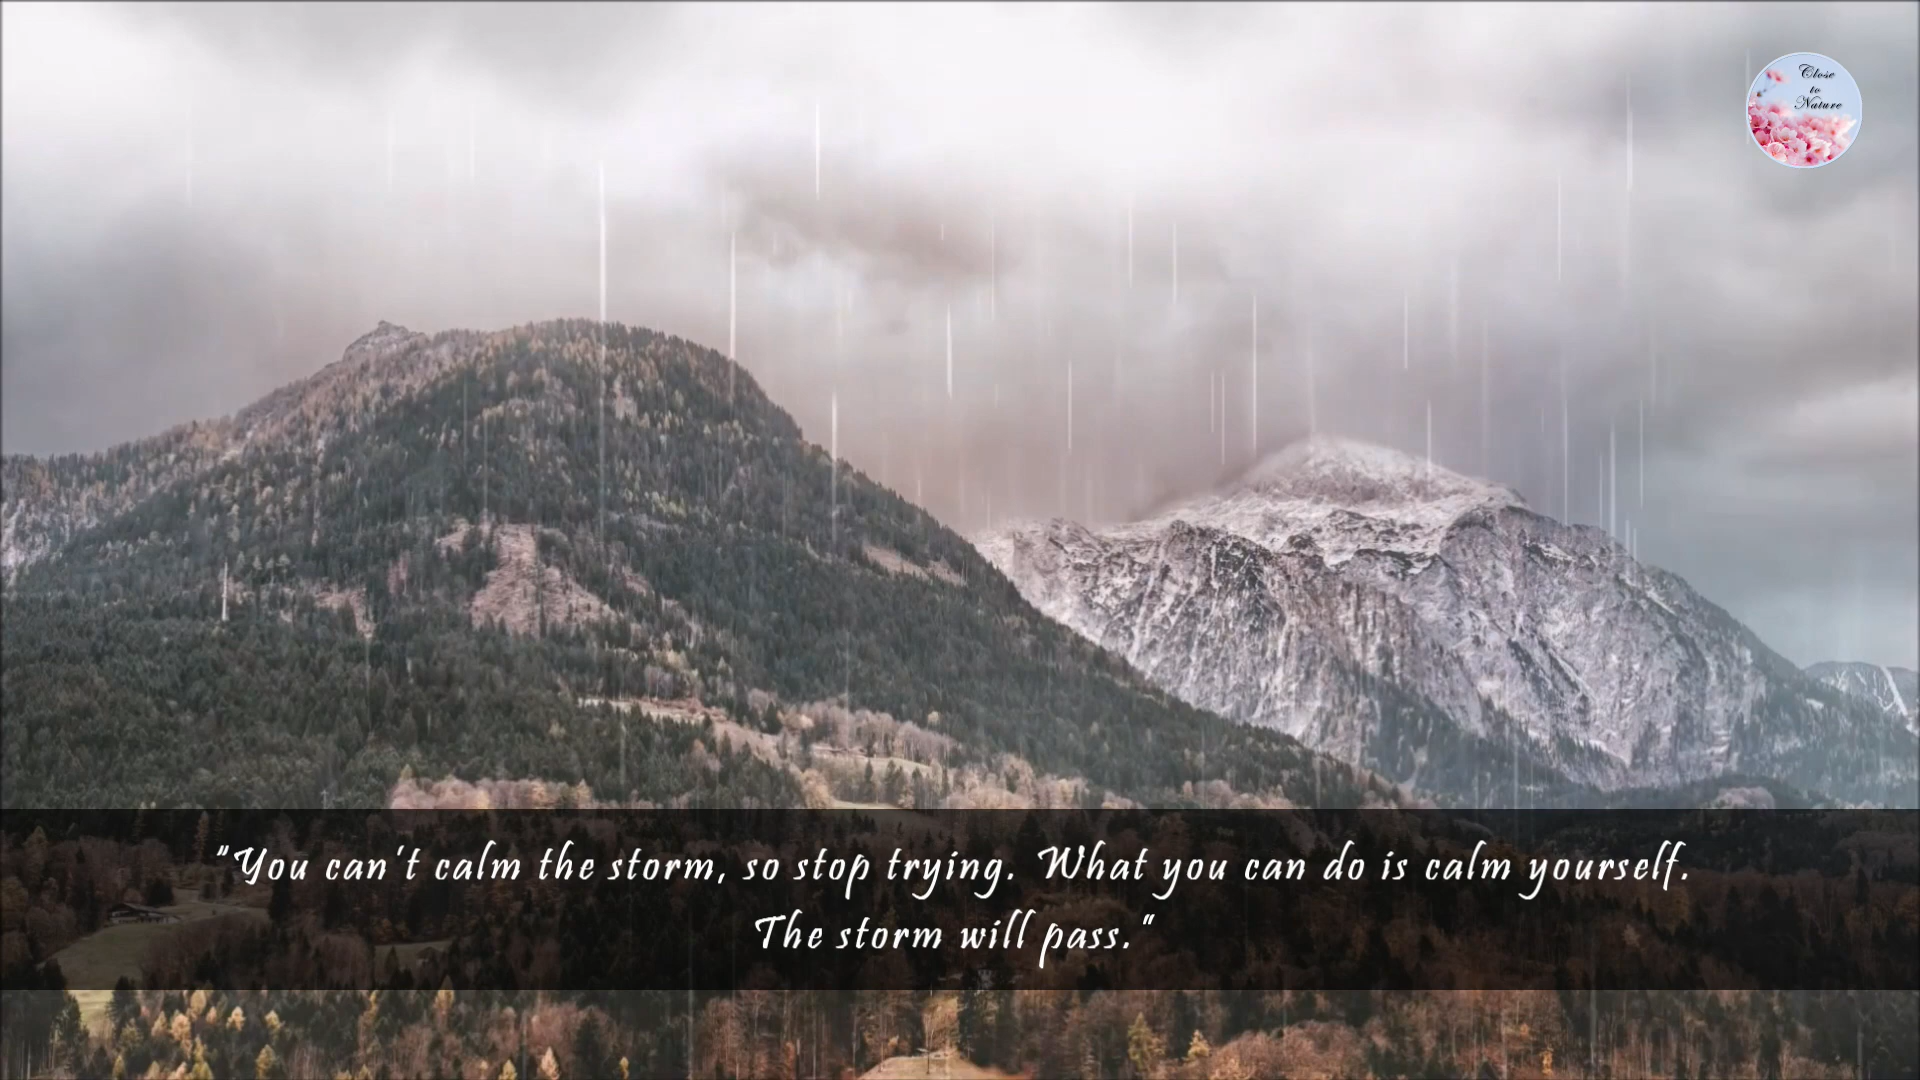 Close
to
Nature
"You can't calm the storm, so stop trying. What you can do is calm yourself.
The storm will pass."